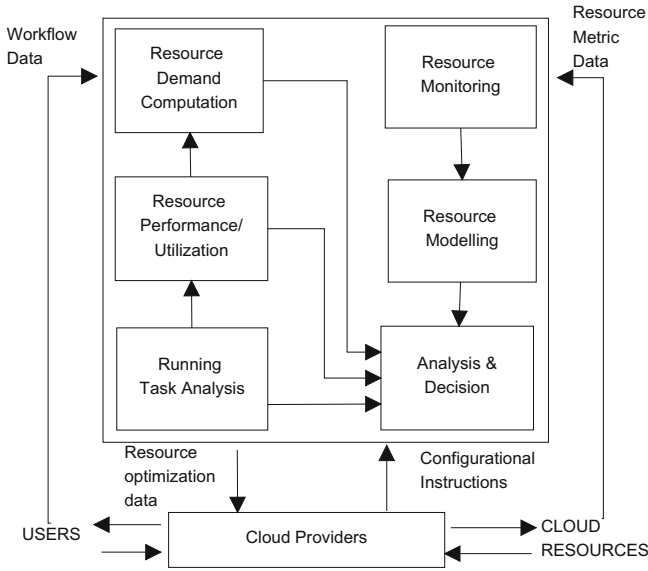 Workflow
Data
Resource
Demand
Computation
Resource
Monitoring
Resource
Metric
Data
Resource
Performance/
Utilization
Resource
Modelling
Running
Task Analysis
Analysis &
Decision
Resource
optimization
data
Configurational
Instructions
USERS
Cloud Providers
CLOUD
RESOURCES